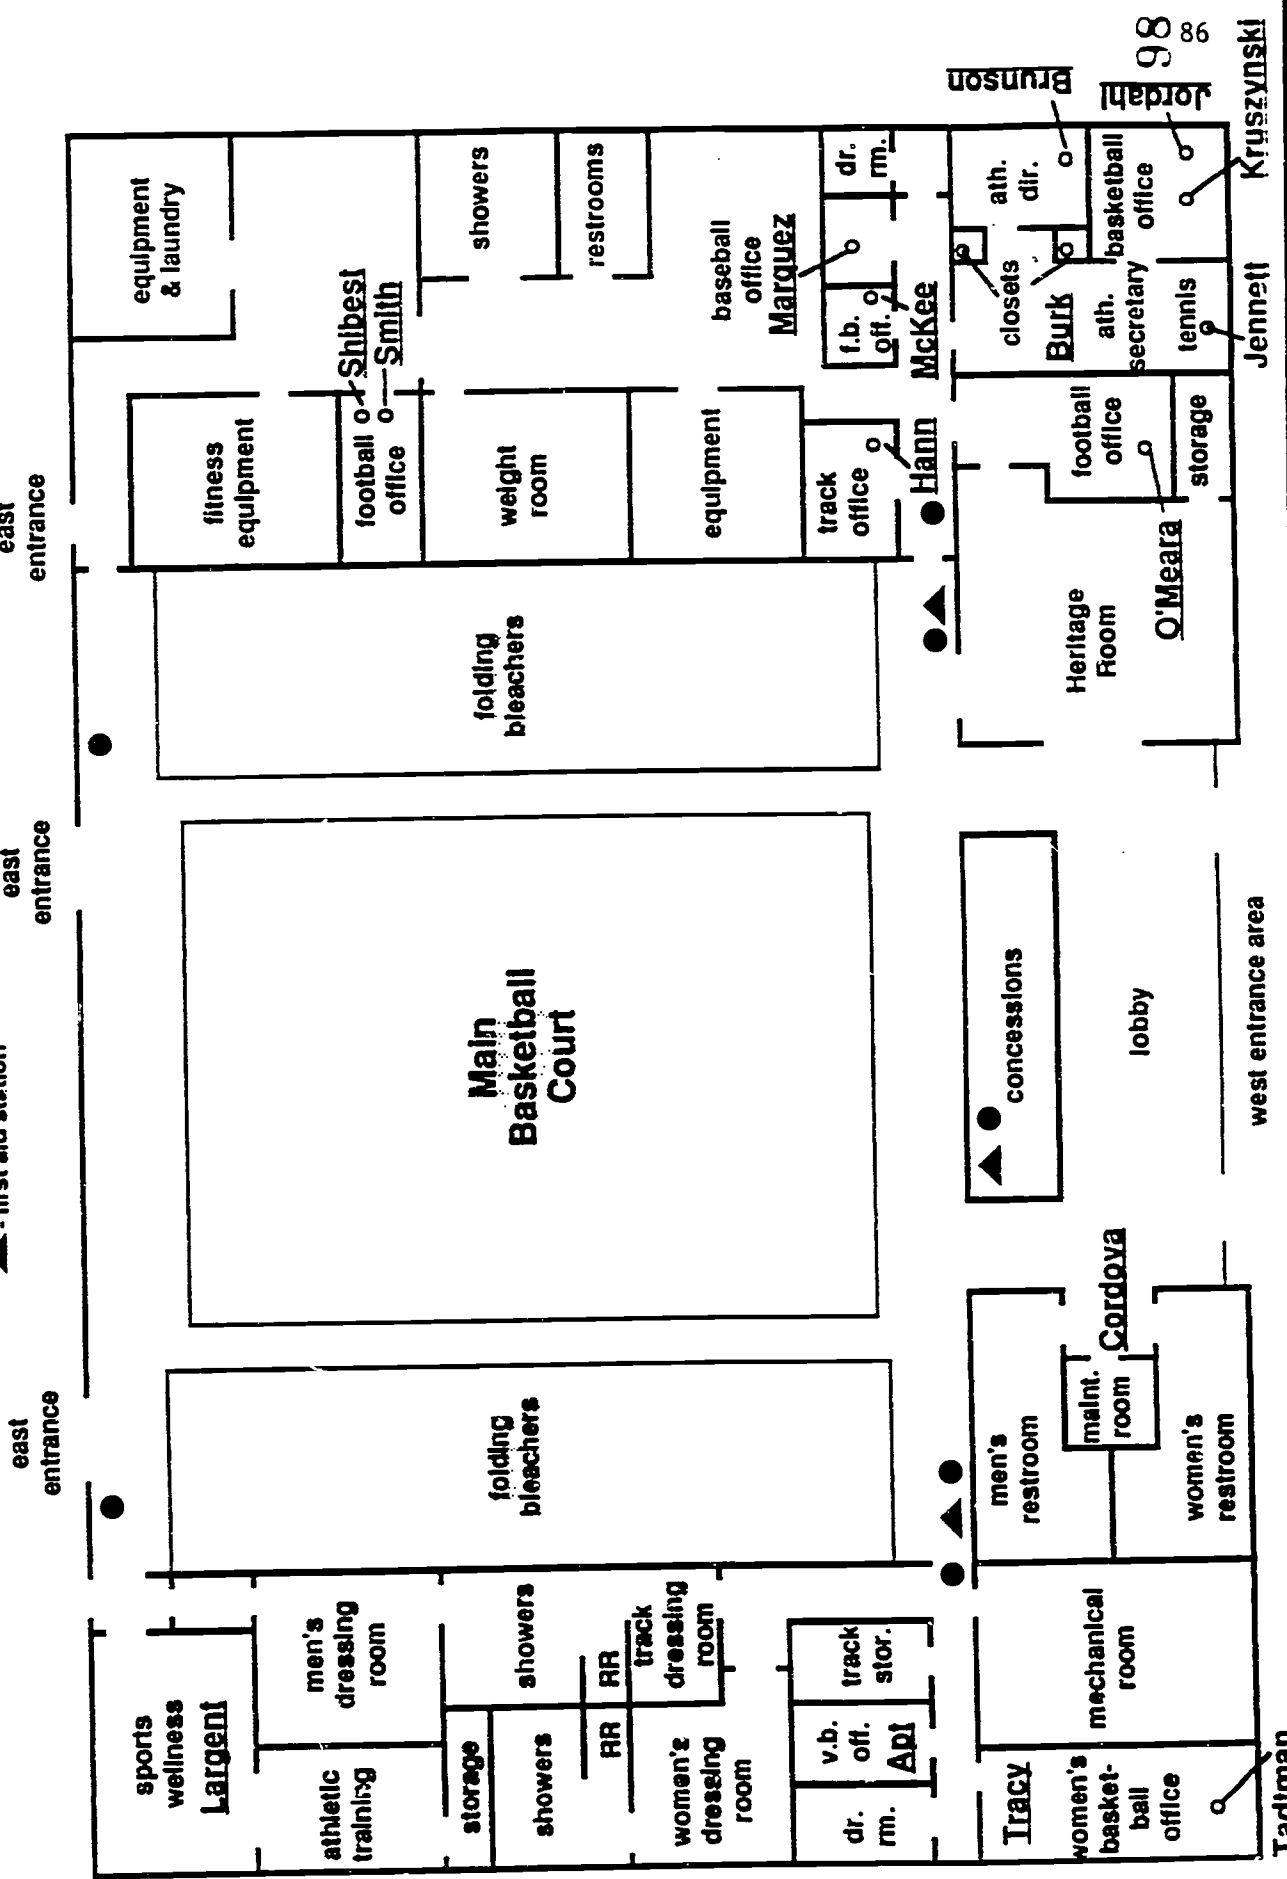 ▲ - first aid station
east
entrance
east
entrance
east
entrance
sports
wellness
Largent
men's
dressing
room
athletic
training
storage
showers
showers
RR
RR
track
dressing
room
women's
dressing
room
track
stor.
v.b.
off.
Apt
dr.
rm.
Tracy
women's
basket-
ball
office
Tadtman
mechanical
room
men's
restroom
women's
restroom
maint.
room
Cordova
folding
bleachers
Main
Basketball
Court
concessions
lobby
west entrance area
folding
bleachers
Heritage
Room
O'Meara
fitness
equipment
football
office
Shibest
Smith
weight
room
equipment
track
office
Hann
football
office
storage
equipment
& laundry
showers
restrooms
baseball
office
Marquez
f.b.
off.
McKee
dr.
rm.
closets
Burk
ath.
secretary
tennis
Jennett
ath.
dir.
Brunson
basketball
office
Jordahl
Kruszynski
98
86